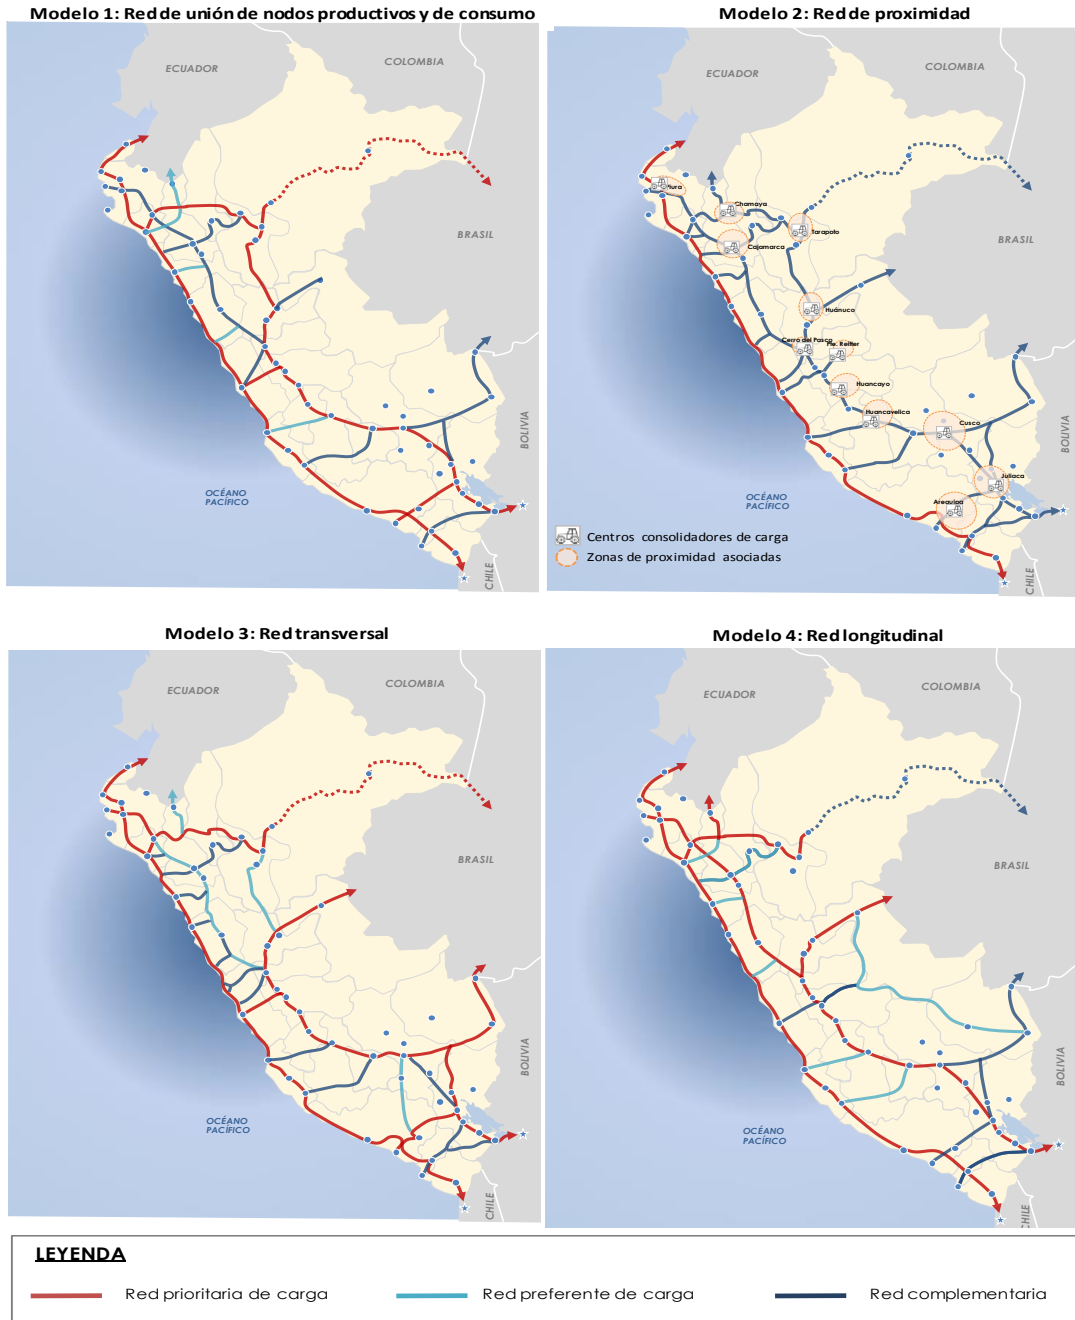 Modelo 1: Red de unión de nodos productivos y de consumo
Modelo 2: Red de proximidad
ECUADOR
COLOMBIA
BRASIL
BOLIVIA
CHILE
OCÉANO
PACÍFICO
ECUADOR
COLOMBIA
BRASIL
BOLIVIA
CHILE
OCÉANO
PACÍFICO
Piura
Chamaya
Cajamarca
Tarapoto
Huánuco
Cerro del Pasco
Pte. Reither
Huancayo
Huancavelica
Cusco
Juliaca
Arequipa
Centros consolidadores de carga
Zonas de proximidad asociadas
Modelo 3: Red transversal
Modelo 4: Red longitudinal
ECUADOR
COLOMBIA
BRASIL
BOLIVIA
CHILE
OCÉANO
PACÍFICO
ECUADOR
COLOMBIA
BRASIL
BOLIVIA
CHILE
OCÉANO
PACÍFICO
LEYENDA
Red prioritaria de carga
Red preferente de carga
Red complementaria